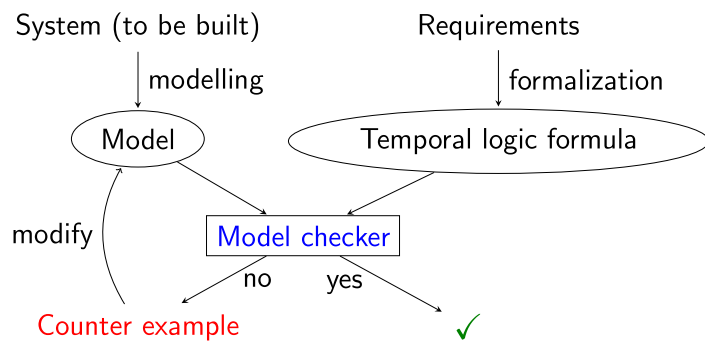 System (to be built)
Requirements
modelling
formalization
Model
Temporal logic formula
modify
Model checker
no
yes
Counter example
✓